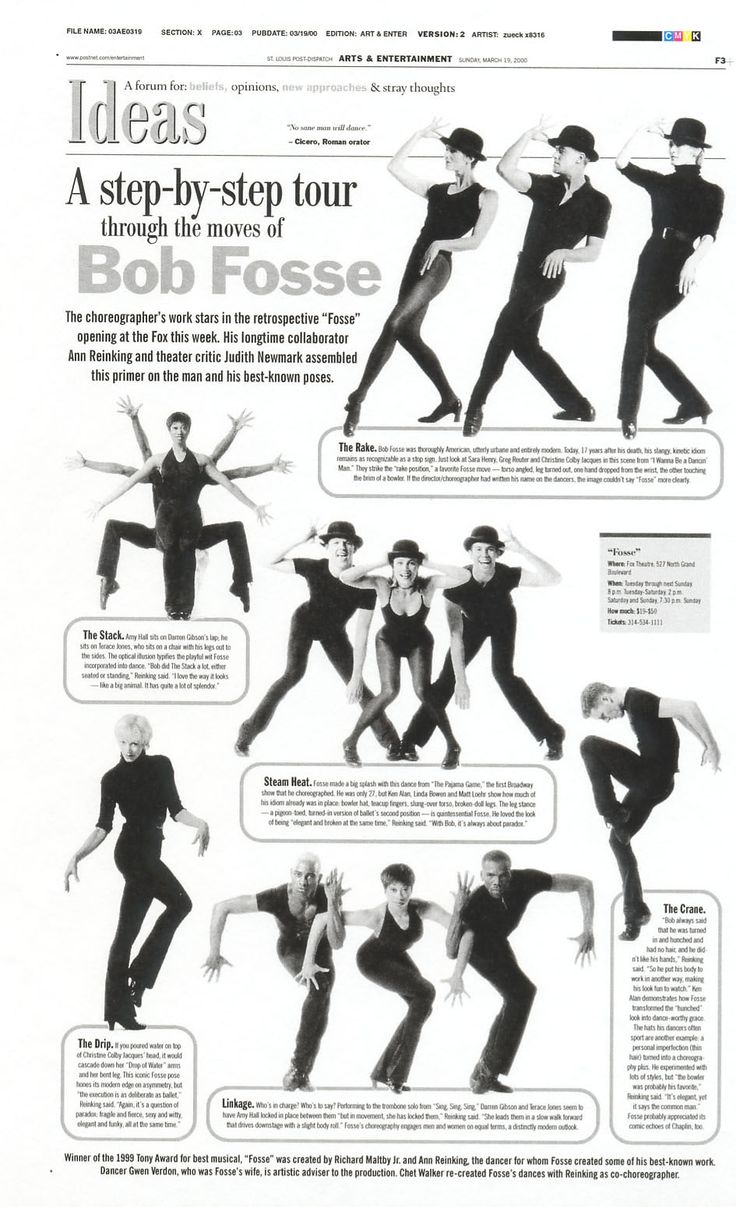 FILE NAME: 03AE0319 SECTION: X PAGE:03 PUBDATE: 03/19/00 EDITION: ART & ENTER VERSION: 2 ARTIST: zueck x8316
CMYK
www.postnet.com/entertainment ST. LOUIS POST-DISPATCH ARTS & ENTERTAINMENT SUNDAY, MARCH 19, 2000 F3
Ideas
A forum for: beliefs, opinions, new approaches & stray thoughts
"No sane man will dance."
– Cicero, Roman orator
A step-by-step tour
through the moves of
Bob Fosse
The choreographer's work stars in the retrospective "Fosse"
opening at the Fox this week. His longtime collaborator
Ann Reinking and theater critic Judith Newmark assembled
this primer on the man and his best-known poses.
The Rake. Bob Fosse was thoroughly American, utterly urbane and entirely modern. Today, 17 years after his death, his slangy, kinetic idiom
remains as recognizable as a stop sign. Just look at Sara Henry, Greg Reuter and Christine Colby Jacques in this scene from "I Wanna Be a Dancin'
Man." They strike the "rake position," a favorite Fosse move — torso angled, leg turned out, one hand dropped from the wrist, the other touching
the brim of a bowler. If the director/choreographer had written his name on the dancers, the image couldn't say "Fosse" more clearly.
"Fosse"
Where: Fox Theatre, 527 North Grand
Boulevard
When: Tuesday through next Sunday.
8 p.m. Tuesday-Saturday, 2 p.m.
Saturday and Sunday, 7:30 p.m. Sunday
How much: $19-$50
Tickets: 314-534-1111
The Stack. Amy Hall sits on Darren Gibson's lap; he
sits on Terace Jones, who sits on a chair with his legs out to
the sides. The optical illusion typifies the playful wit Fosse
incorporated into dance. "Bob did The Stack a lot, either
seated or standing," Reinking said. "I love the way it looks
— like a big animal. It has quite a lot of splendor."
Steam Heat. Fosse made a big splash with this dance from "The Pajama Game," the first Broadway
show that he choreographed. He was only 27, but Ken Alan, Linda Bowen and Matt Loehr show how much of
his idiom already was in place: bowler hat, teacup fingers, slung-over torso, broken-doll legs. The leg stance
— a pigeon-toed, turned-in version of ballet's second position — is quintessential Fosse. He loved the look
of being "elegant and broken at the same time," Reinking said. "With Bob, it's always about paradox."
The Crane.
"Bob always said
that he was turned
in and hunched and
had no hair, and he did-
n't like his hands," Reinking
said. "So he put his body to
work in another way, making
his look fun to watch." Ken
Alan demonstrates how Fosse
transformed the "hunched"
look into dance-worthy grace.
The hats his dancers often
sport are another example: a
personal imperfection (thin
hair) turned into a choreogra-
phy plus. He experimented with
lots of styles, but "the bowler
was probably his favorite,"
Reinking said. "It's elegant, yet
it says the common man."
Fosse probably appreciated its
comic echoes of Chaplin, too.
The Drip. If you poured water on top
of Christine Colby Jacques' head, it would
cascade down her "Drop of Water" arms
and her bent leg. This iconic Fosse pose
hones its modern edge on asymmetry, but
"the execution is as deliberate as ballet,"
Reinking said. "Again, it's a question of
paradox: fragile and fierce, sexy and witty,
elegant and funky, all at the same time."
Linkage. Who's in charge? Who's to say? Performing to the trombone solo from "Sing, Sing, Sing," Darren Gibson and Terace Jones seem to
have Amy Hall locked in place between them "but in movement, she has locked them," Reinking said. "She leads them in a slow walk forward
that drives downstage with a slight body roll." Fosse's choreography engages men and women on equal terms, a distinctly modern outlook.
Winner of the 1999 Tony Award for best musical, "Fosse" was created by Richard Maltby Jr. and Ann Reinking, the dancer for whom Fosse created some of his best-known work.
Dancer Gwen Verdon, who was Fosse's wife, is artistic adviser to the production. Chet Walker re-created Fosse's dances with Reinking as co-choreographer.